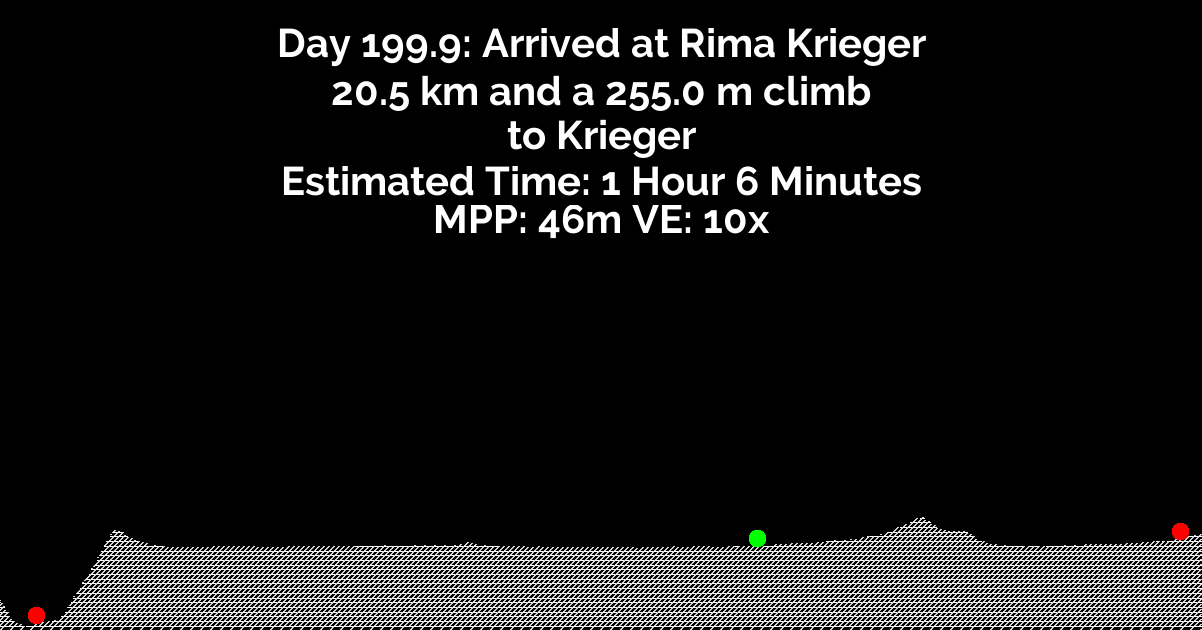 Day 199.9: Arrived at Rima Krieger
20.5 km and a 255.0 m climb
to Krieger
Estimated Time: 1 Hour 6 Minutes
MPP: 46m VE: 10x